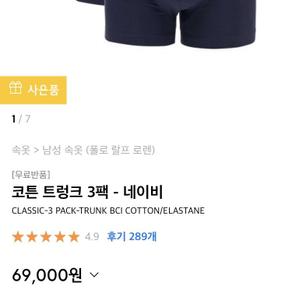 사은품
1 / 7
속옷 > 남성 속옷 (폴로 랄프 로렌)
[무료반품]
코튼 트렁크 3팩 - 네이비
CLASSIC-3 PACK-TRUNK BCI COTTON/ELASTANE
4.9 후기 289개
69,000원